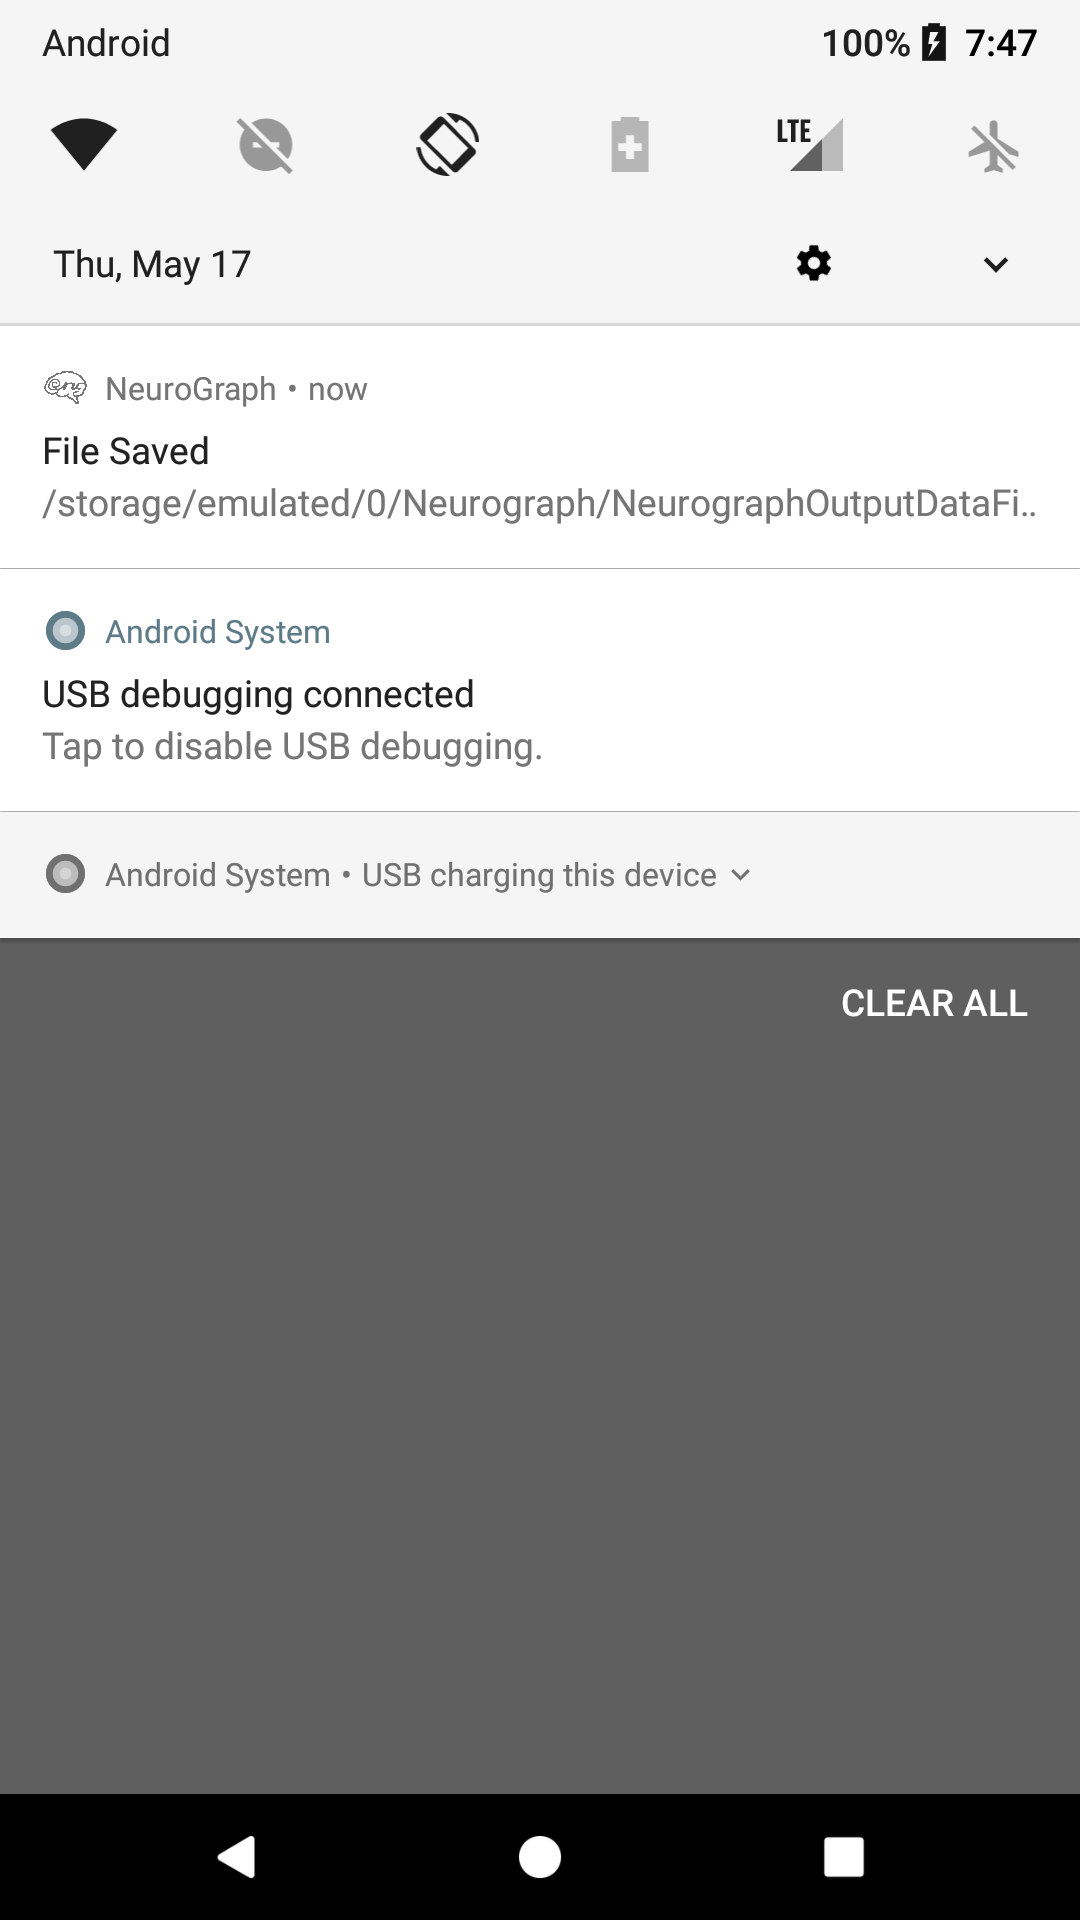 Android 100% 7:47
LTE
Thu, May 17
NeuroGraph • now
File Saved
/storage/emulated/0/Neurograph/NeurographOutputDataFi..
Android System
USB debugging connected
Tap to disable USB debugging.
Android System • USB charging this device
CLEAR ALL